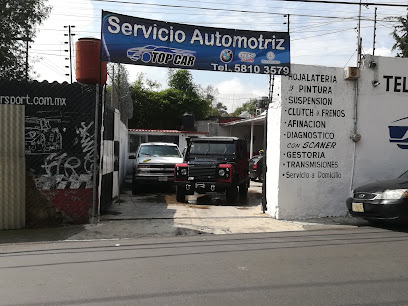 Servicio Automotriz
TOP CAR
Tel. 5810 3579
rsport.com.mx
HOJALATERIA
Y PINTURA
· SUSPENSION
· CLUTCH Y FRENOS
· AFINACION
· DIAGNOSTICO
con SCANER
· GESTORIA
· TRANSMISIONES
· Servicio a Domicilio
TEL